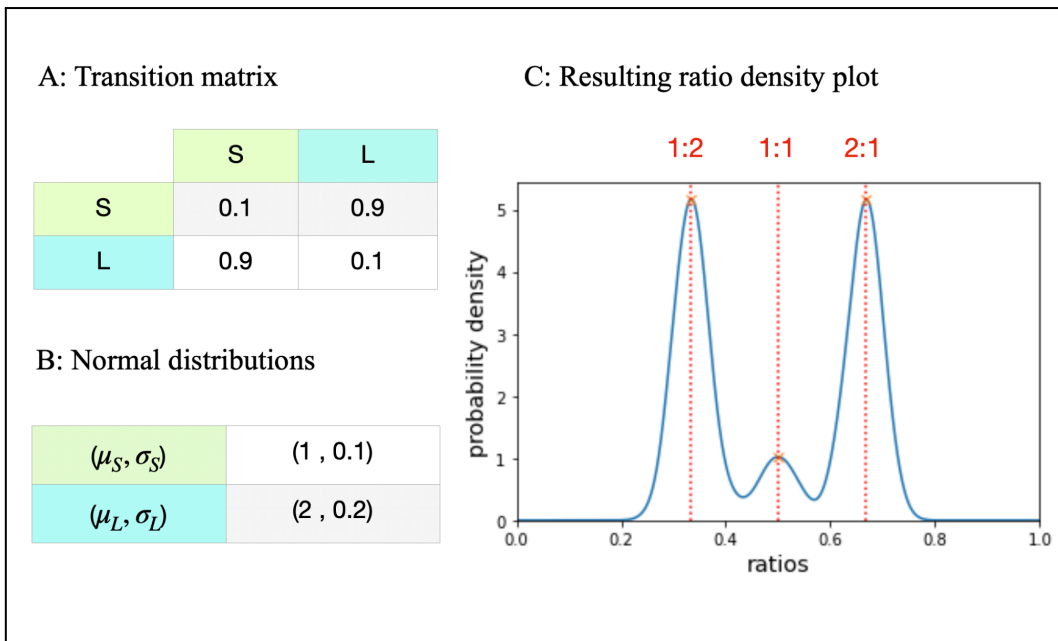 A: Transition matrix
S L
S 0.1 0.9
L 0.9 0.1
B: Normal distributions
(μS, σS) (1 , 0.1)
(μL, σL) (2 , 0.2)
C: Resulting ratio density plot
1:2 1:1 2:1
probability density
5
4
3
2
1
0
0.0 0.2 0.4 0.6 0.8 1.0
ratios